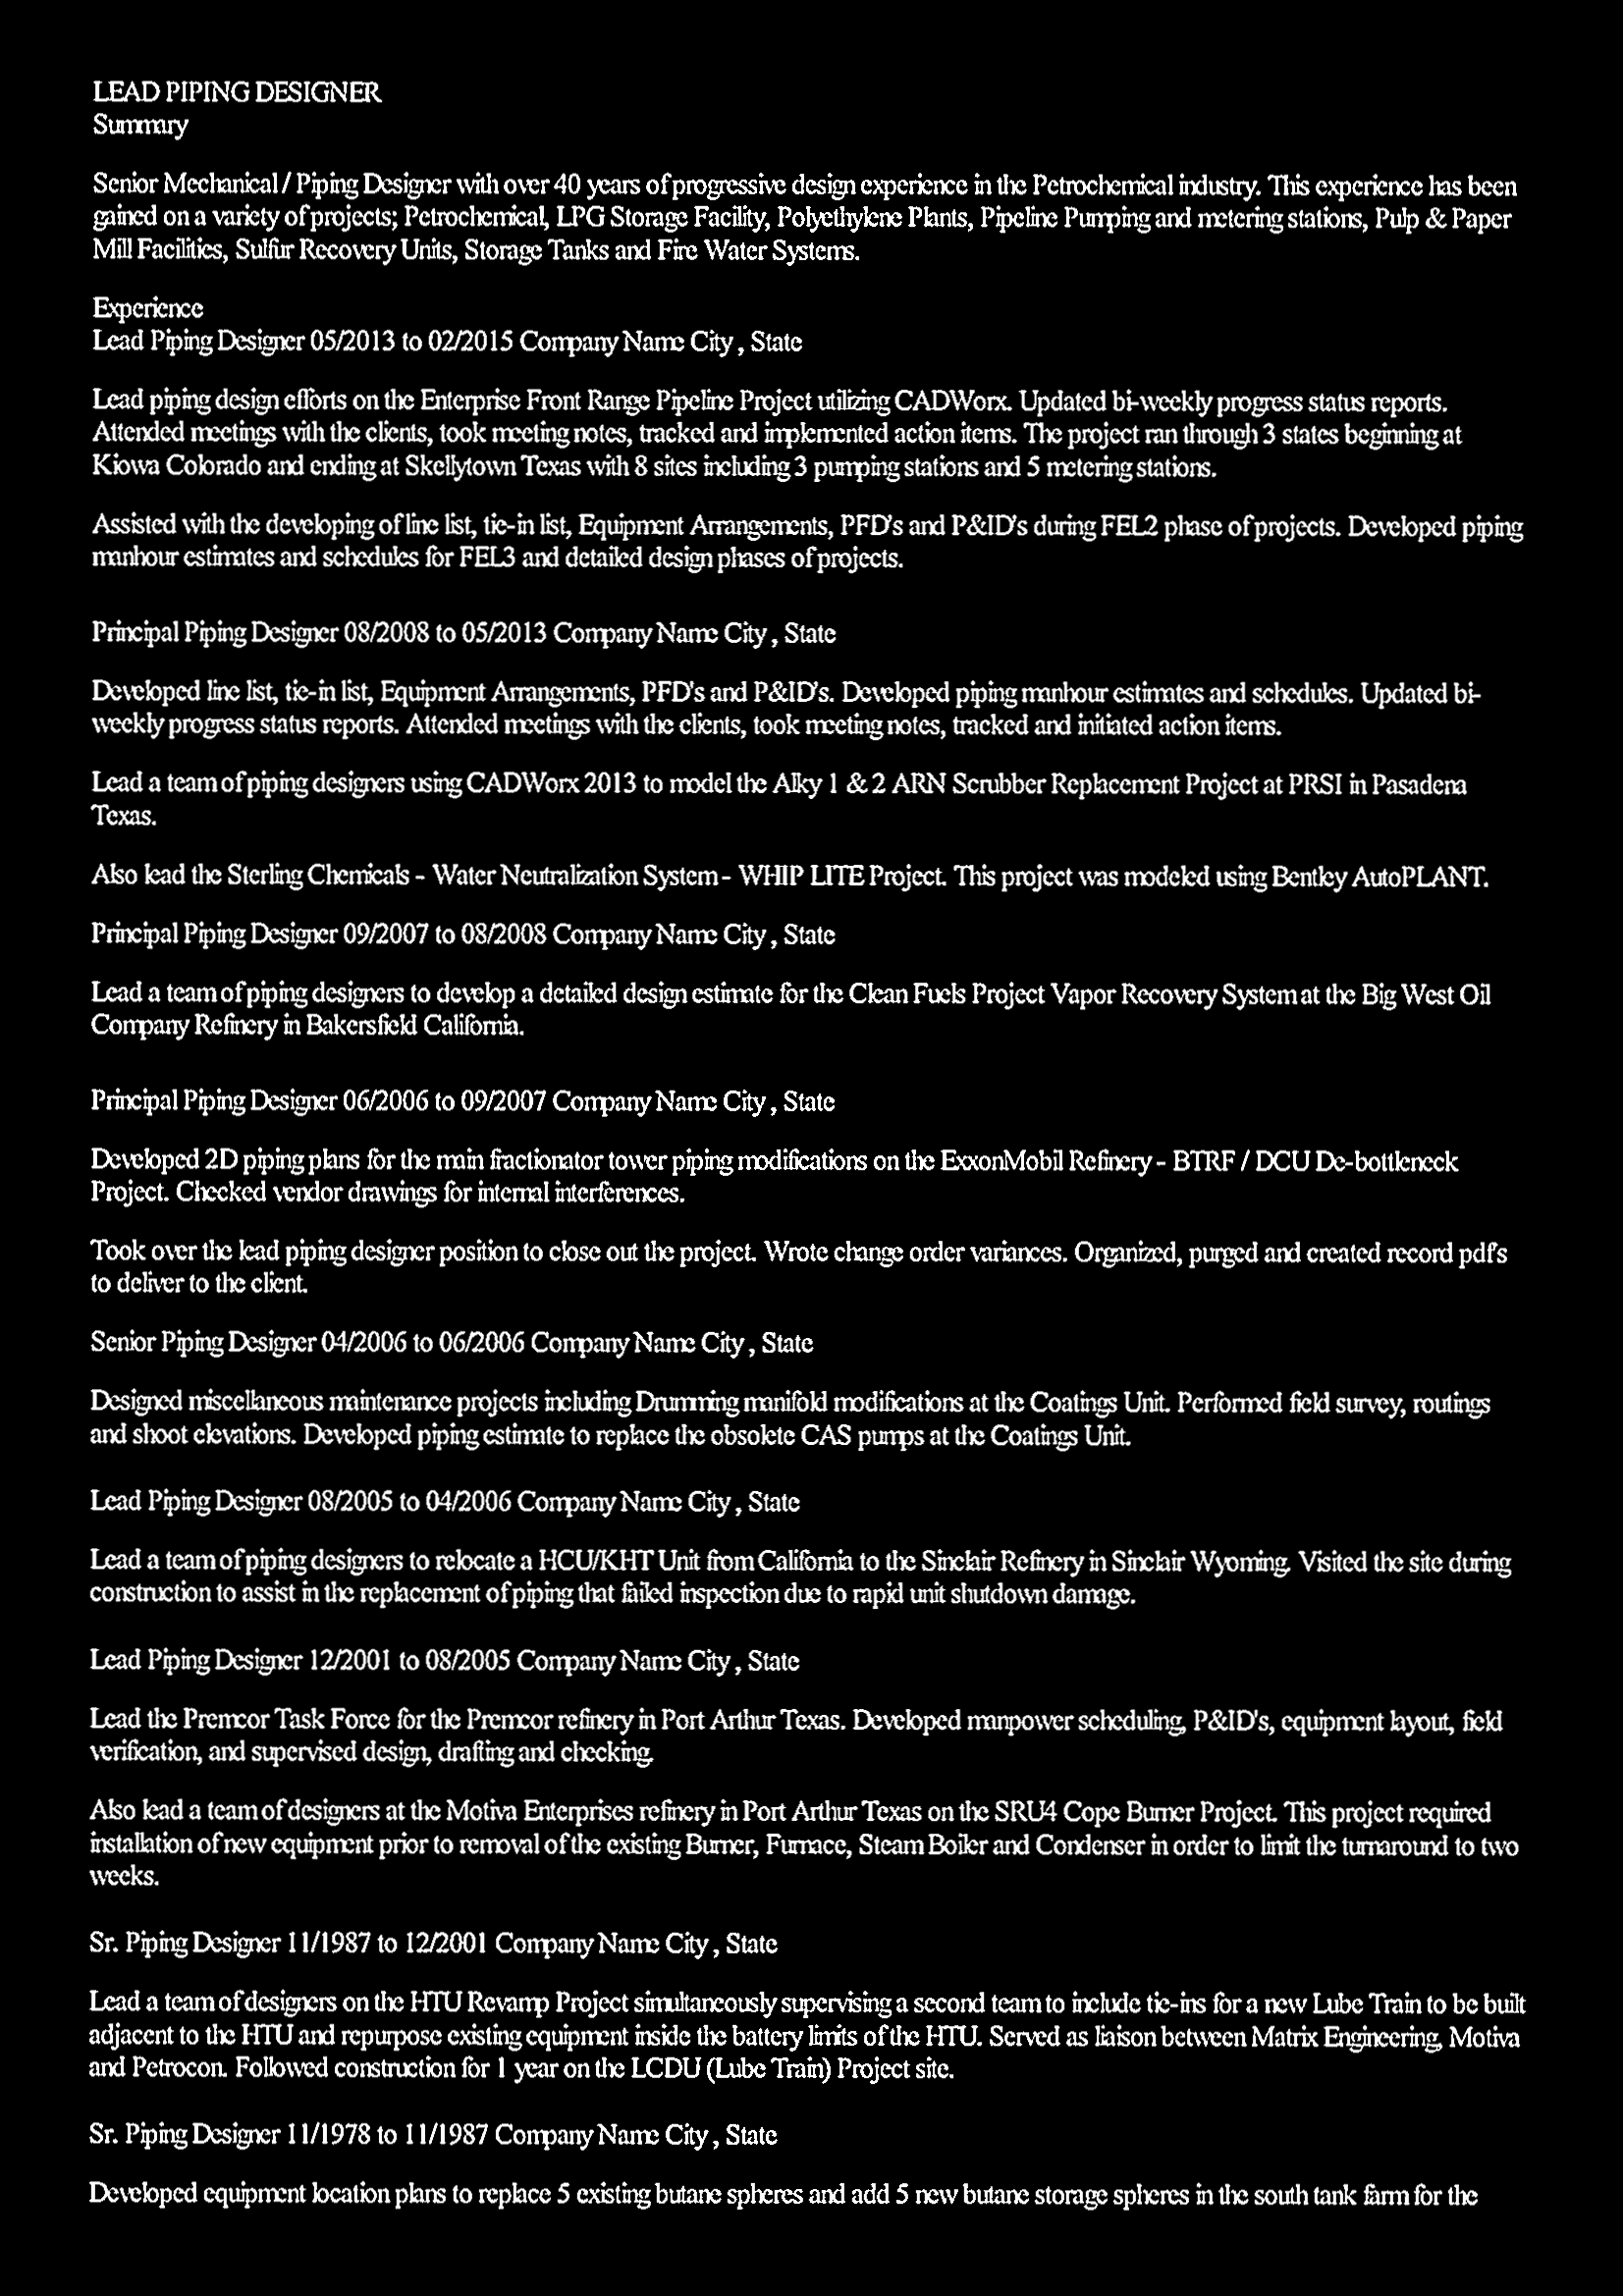 LEAD PIPING DESIGNER
Summary
Senior Mechanical / Piping Designer with over 40 years of progressive design experience in the Petrochemical industry. This experience has been
gained on a variety of projects; Petrochemical, LPG Storage Facility, Polyethylene Plants, Pipeline Pumping and metering stations, Pulp & Paper
Mill Facilities, Sulfur Recovery Units, Storage Tanks and Fire Water Systems.
Experience
Lead Piping Designer 05/2013 to 02/2015 Company Name City , State
Lead piping design efforts on the Enterprise Front Range Pipeline Project utilizing CADWorx. Updated bi-weekly progress status reports.
Attended meetings with the clients, took meeting notes, tracked and implemented action items. The project ran through 3 states beginning at
Kiowa Colorado and ending at Skellytown Texas with 8 sites including 3 pumping stations and 5 metering stations.
Assisted with the developing of line list, tie-in list, Equipment Arrangements, PFD's and P&ID's during FEL2 phase of projects. Developed piping
manhour estimates and schedules for FEL3 and detailed design phases of projects.
Principal Piping Designer 08/2008 to 05/2013 Company Name City , State
Developed line list, tie-in list, Equipment Arrangements, PFD's and P&ID's. Developed piping manhour estimates and schedules. Updated bi-
weekly progress status reports. Attended meetings with the clients, took meeting notes, tracked and initiated action items.
Lead a team of piping designers using CADWorx 2013 to model the Alky 1 & 2 ARN Scrubber Replacement Project at PRSI in Pasadena
Texas.
Also lead the Sterling Chemicals - Water Neutralization System - WHIP LITE Project. This project was modeled using Bentley AutoPLANT.
Principal Piping Designer 09/2007 to 08/2008 Company Name City , State
Lead a team of piping designers to develop a detailed design estimate for the Clean Fuels Project Vapor Recovery System at the Big West Oil
Company Refinery in Bakersfield California.
Principal Piping Designer 06/2006 to 09/2007 Company Name City , State
Developed 2D piping plans for the main fractionator tower piping modifications on the ExxonMobil Refinery - BTRF / DCU De-bottleneck
Project. Checked vendor drawings for internal interferences.
Took over the lead piping designer position to close out the project. Wrote change order variances. Organized, purged and created record pdf's
to deliver to the client.
Senior Piping Designer 04/2006 to 06/2006 Company Name City , State
Designed miscellaneous maintenance projects including Drumming manifold modifications at the Coatings Unit. Performed field survey, routings
and shoot elevations. Developed piping estimate to replace the obsolete CAS pumps at the Coatings Unit.
Lead Piping Designer 08/2005 to 04/2006 Company Name City , State
Lead a team of piping designers to relocate a HCU/KHT Unit from California to the Sinclair Refinery in Sinclair Wyoming. Visited the site during
construction to assist in the replacement of piping that failed inspection due to rapid unit shutdown damage.
Lead Piping Designer 12/2001 to 08/2005 Company Name City , State
Lead the Premcor Task Force for the Premcor refinery in Port Arthur Texas. Developed manpower scheduling, P&ID's, equipment layout, field
verification, and supervised design, drafting and checking.
Also lead a team of designers at the Motiva Enterprises refinery in Port Arthur Texas on the SRU4 Cope Burner Project. This project required
installation of new equipment prior to removal of the existing Burner, Furnace, Steam Boiler and Condenser in order to limit the turnaround to two
weeks.
Sr. Piping Designer 11/1987 to 12/2001 Company Name City , State
Lead a team of designers on the HTU Revamp Project simultaneously supervising a second team to include tie-ins for a new Lube Train to be built
adjacent to the HTU and repurpose existing equipment inside the battery limits of the HTU. Served as liaison between Matrix Engineering, Motiva
and Petrocon. Followed construction for 1 year on the LCDU (Lube Train) Project site.
Sr. Piping Designer 11/1978 to 11/1987 Company Name City , State
Developed equipment location plans to replace 5 existing butane spheres and add 5 new butane storage spheres in the south tank farm for the